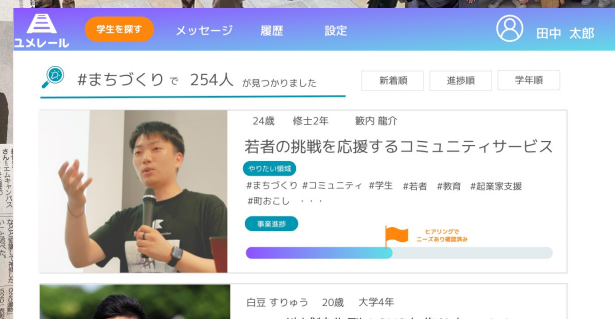 ユメレール
学生を探す
メッセージ
履歴
設定
田中 太郎
#まちづくり で 254人 が見つかりました
新着順
進捗順
学年順
24歳 修士2年 籔内 龍介
若者の挑戦を応援するコミュニティサービス
やりたい領域
#まちづくり #コミュニティ #学生 #若者 #教育 #起業家支援
#町おこし ・・・
事業進捗
ヒアリングで
ニーズあり確認済み
白豆 すりゅう 20歳 大学4年